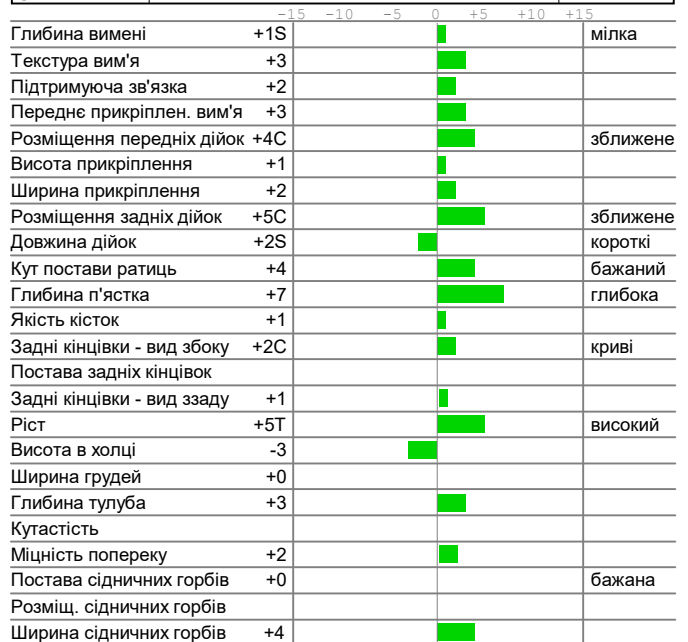 -15 -10 -5 0 +5 +10 +15
Глибина вимені +1S мілка
Текстура вим'я +3
Підтримуюча зв'язка +2
Переднє прикріплен. вим'я +3
Розміщення передніх дійок +4C зближене
Висота прикріплення +1
Ширина прикріплення +2
Розміщення задніх дійок +5C зближене
Довжина дійок +2S короткі
Кут постави ратиць +4 бажаний
Глибина п'ястка +7 глибока
Якість кісток +1
Задні кінцівки - вид збоку +2C криві
Постава задніх кінцівок
Задні кінцівки - вид ззаду +1
Ріст +5T високий
Висота в холці -3
Ширина грудей +0
Глибина тулуба +3
Кутастість
Міцність попереку +2
Постава сідничних горбів +0 бажана
Розміщ. сідничних горбів
Ширина сідничних горбів +4